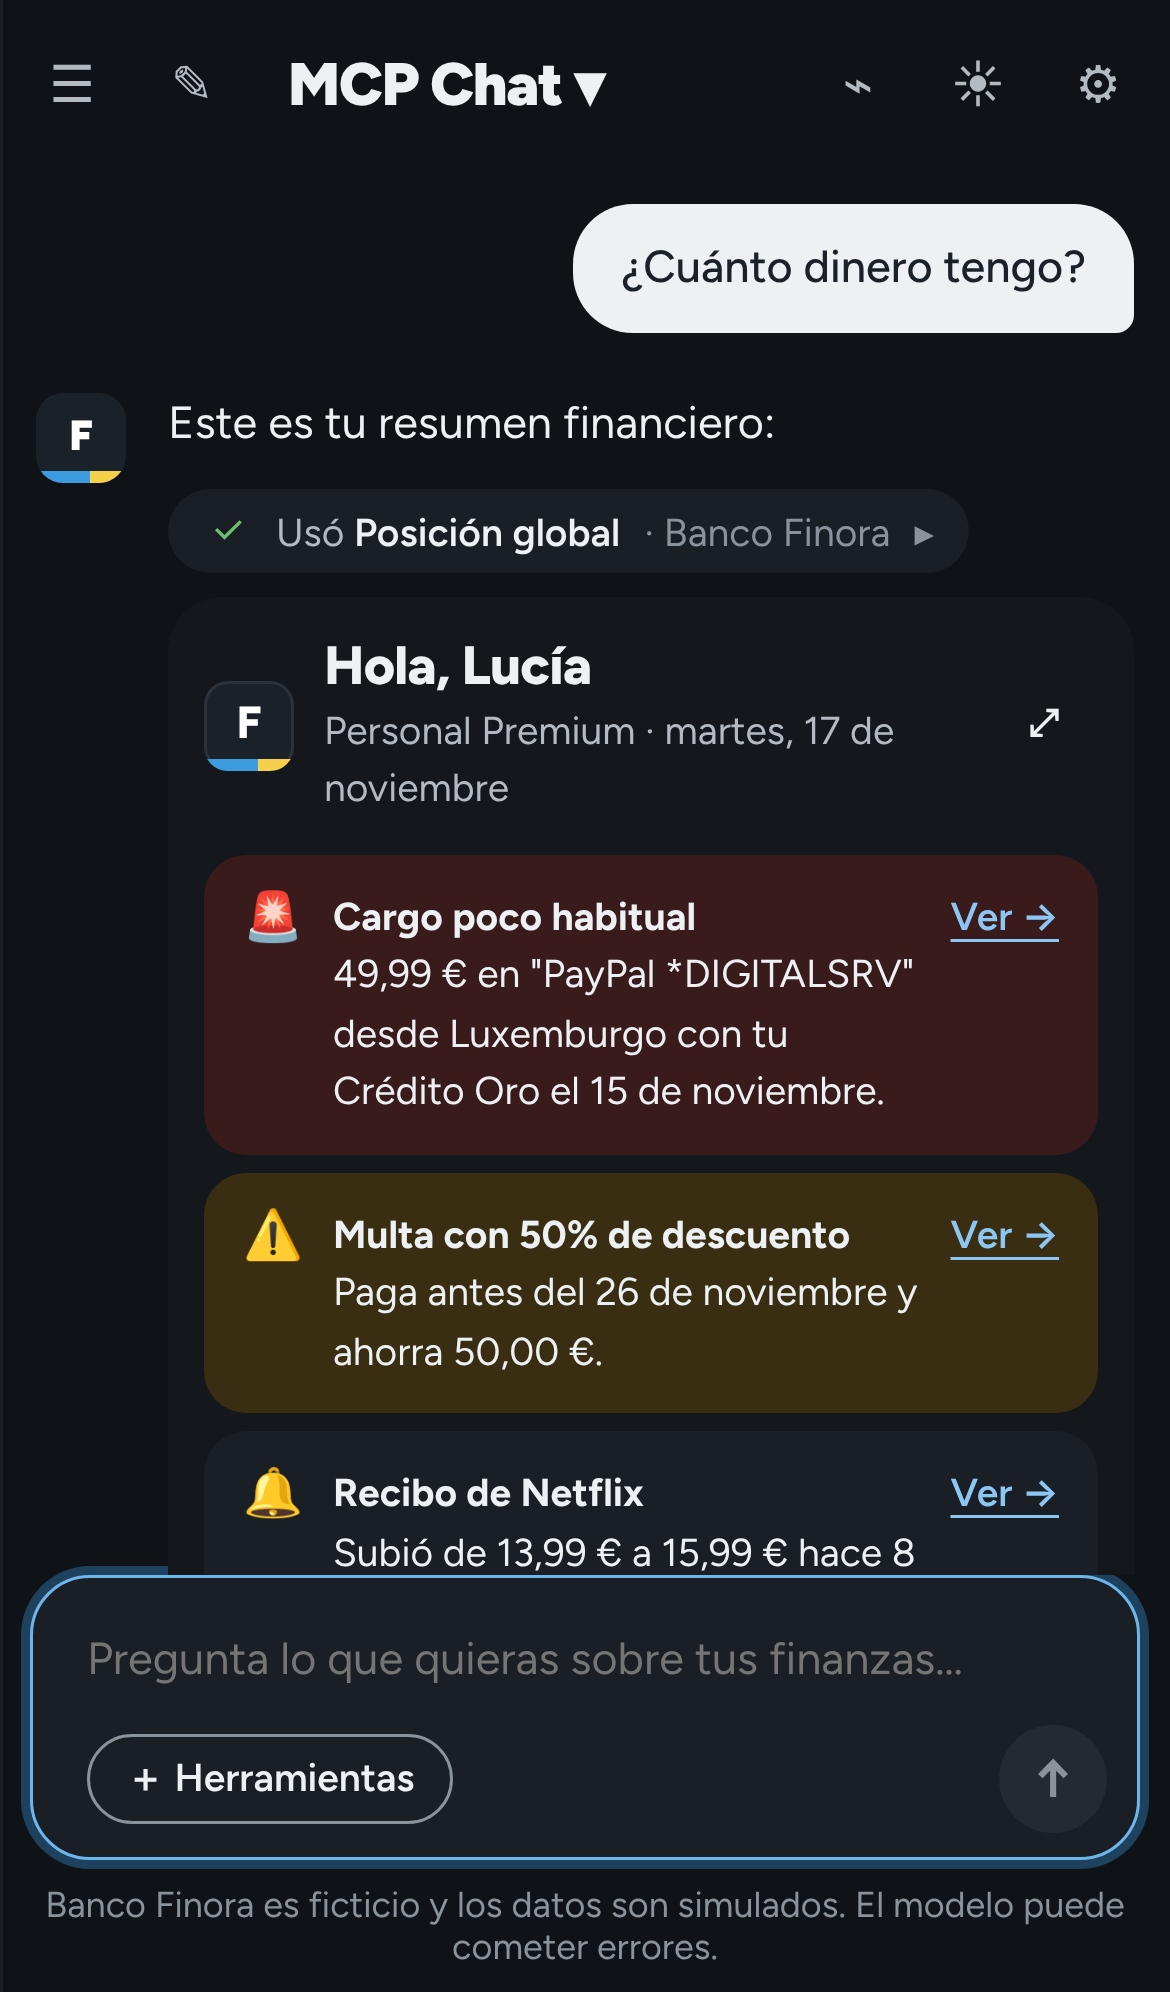 MCP Chat ▼
¿Cuánto dinero tengo?
F
Este es tu resumen financiero:
✓ Usó Posición global · Banco Finora ▶
Hola, Lucía
F
Personal Premium · martes, 17 de
noviembre
Cargo poco habitual
Ver →
49,99 € en "PayPal *DIGITALSRV"
desde Luxemburgo con tu
Crédito Oro el 15 de noviembre.
Multa con 50% de descuento
Ver →
Paga antes del 26 de noviembre y
ahorra 50,00 €.
Recibo de Netflix
Ver →
Subió de 13,99 € a 15,99 € hace 8
Pregunta lo que quieras sobre tus finanzas...
+ Herramientas
Banco Finora es ficticio y los datos son simulados. El modelo puede
cometer errores.